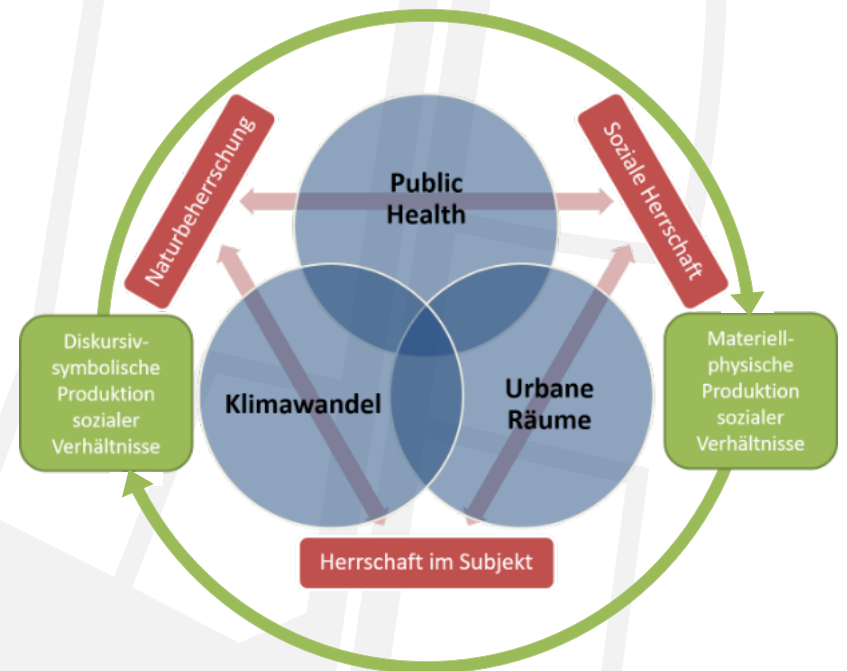 Public
Health
Naturbeherrschung
Soziale Herrschaft
Diskursiv-
symbolische
Produktion
sozialer
Verhältnisse
Klimawandel
Urbane
Räume
Materiell-
physische
Produktion
sozialer
Verhältnisse
Herrschaft im Subjekt